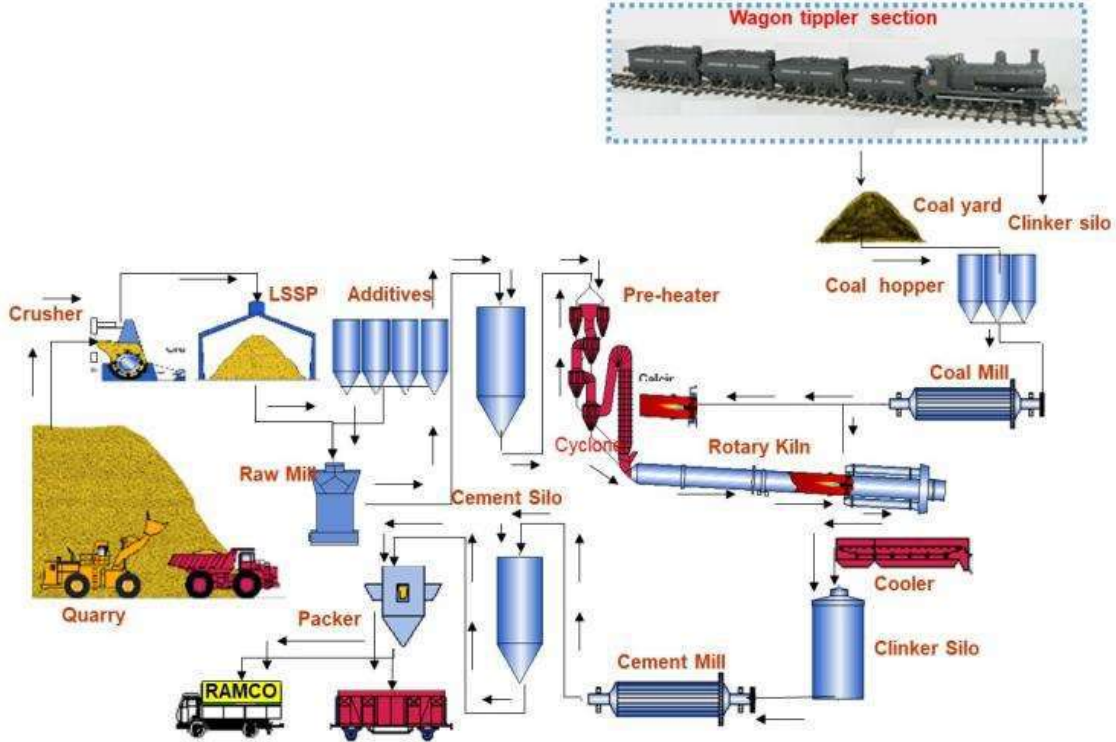 Wagon tippler section
Coal yard
Clinker silo
Coal hopper
LSSP
Additives
Pre-heater
Crusher
Coal Mill
Cyclone
Rotary Kiln
Raw Mill
Cement Silo
Cooler
Quarry
Packer
Clinker Silo
Cement Mill
RAMCO